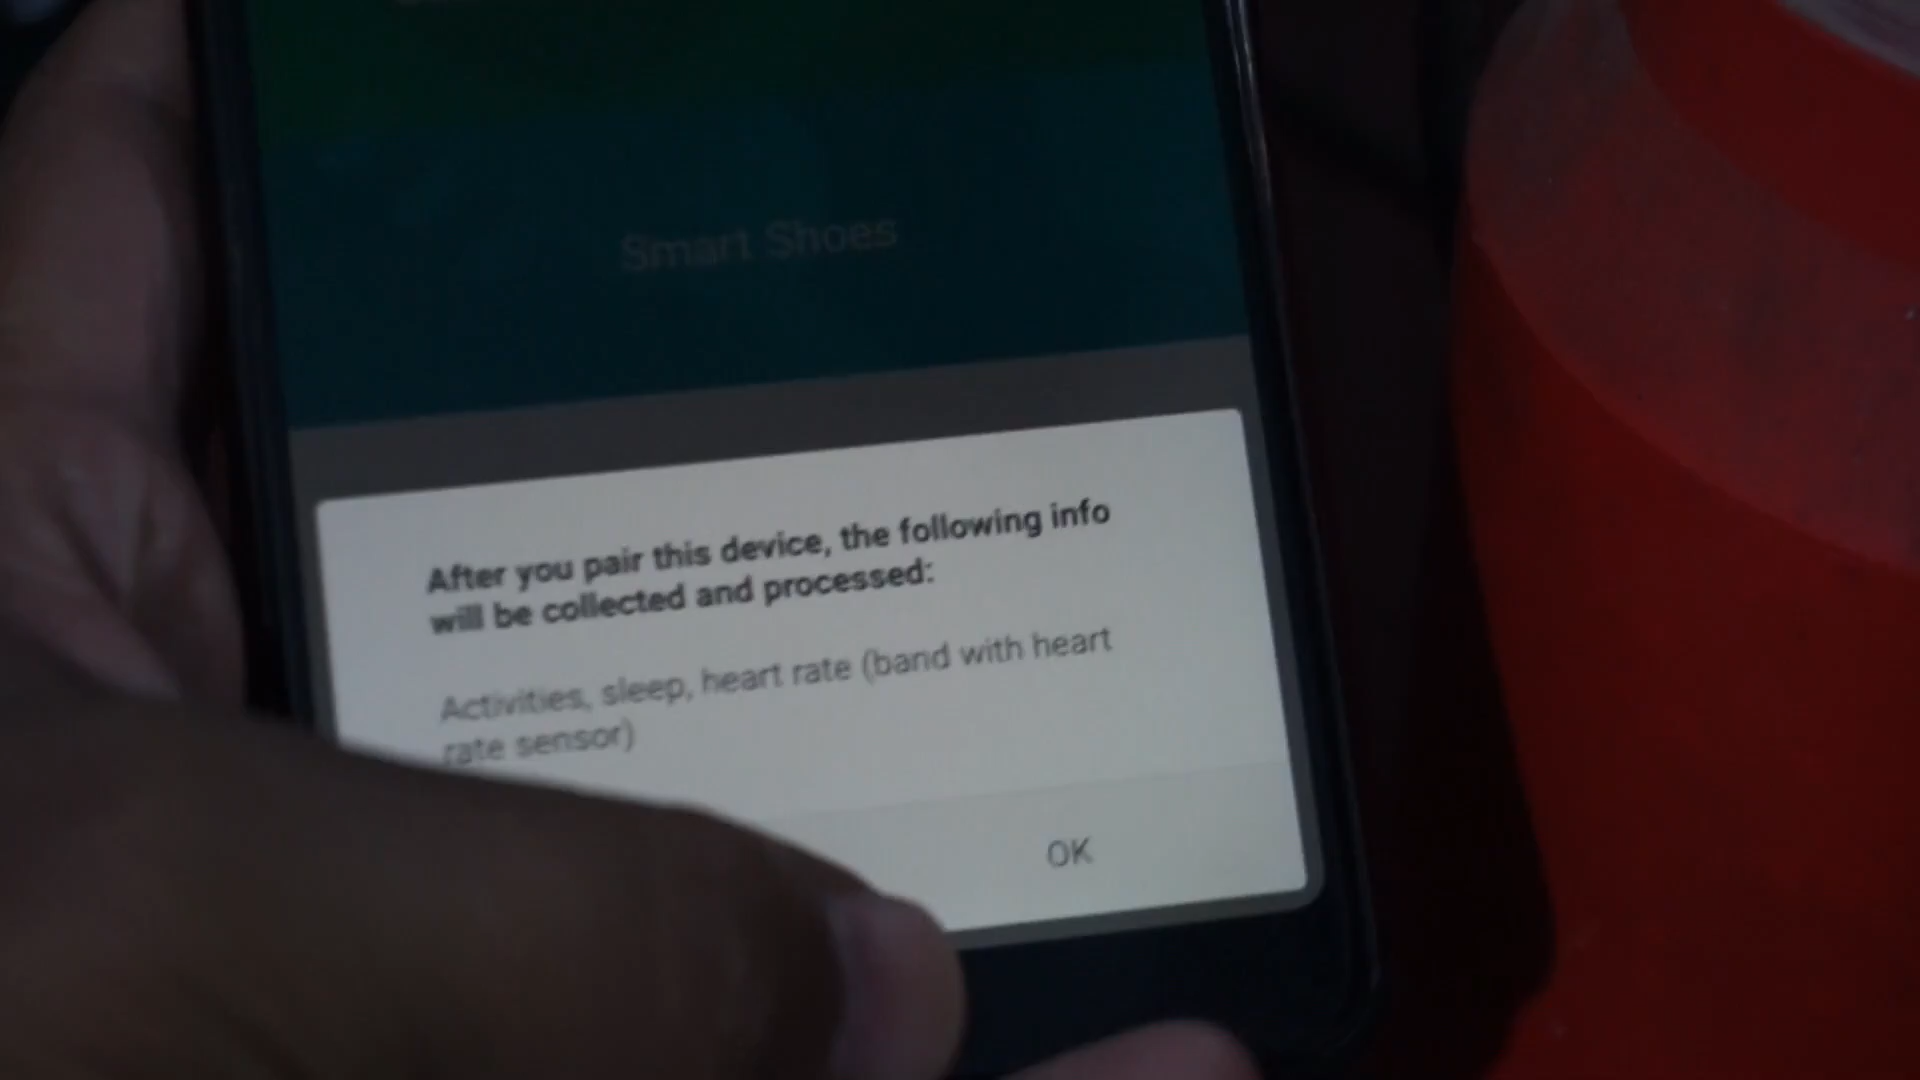 Smart Shoes
After you pair this device, the following info
will be collected and processed:
Activities, sleep, heart rate (band with heart
rate sensor)
OK